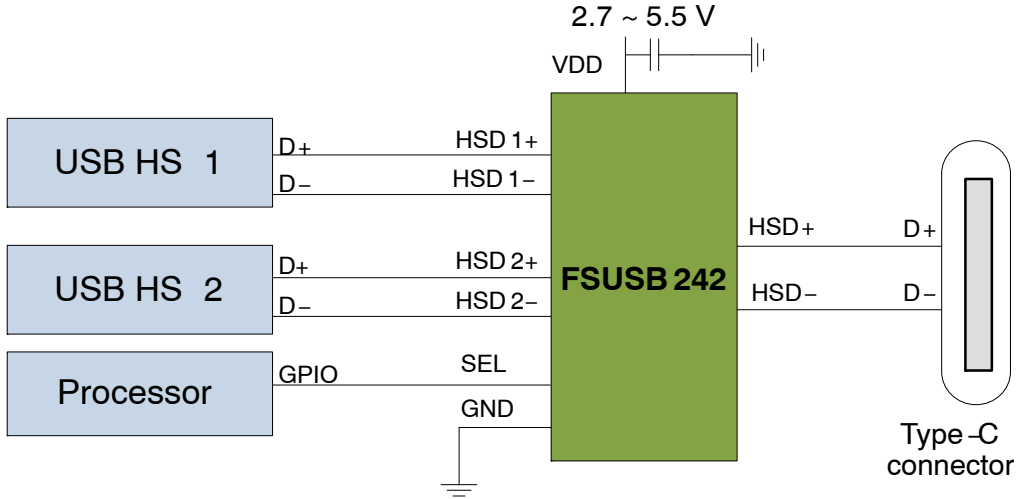 2.7 ~ 5.5 V
VDD
USB HS 1
D+
HSD 1+
D−
HSD 1−
USB HS 2
D+
HSD 2+
D−
HSD 2−
FSUSB 242
HSD+
D+
HSD−
D−
Processor
GPIO
SEL
GND
Type−C
connector